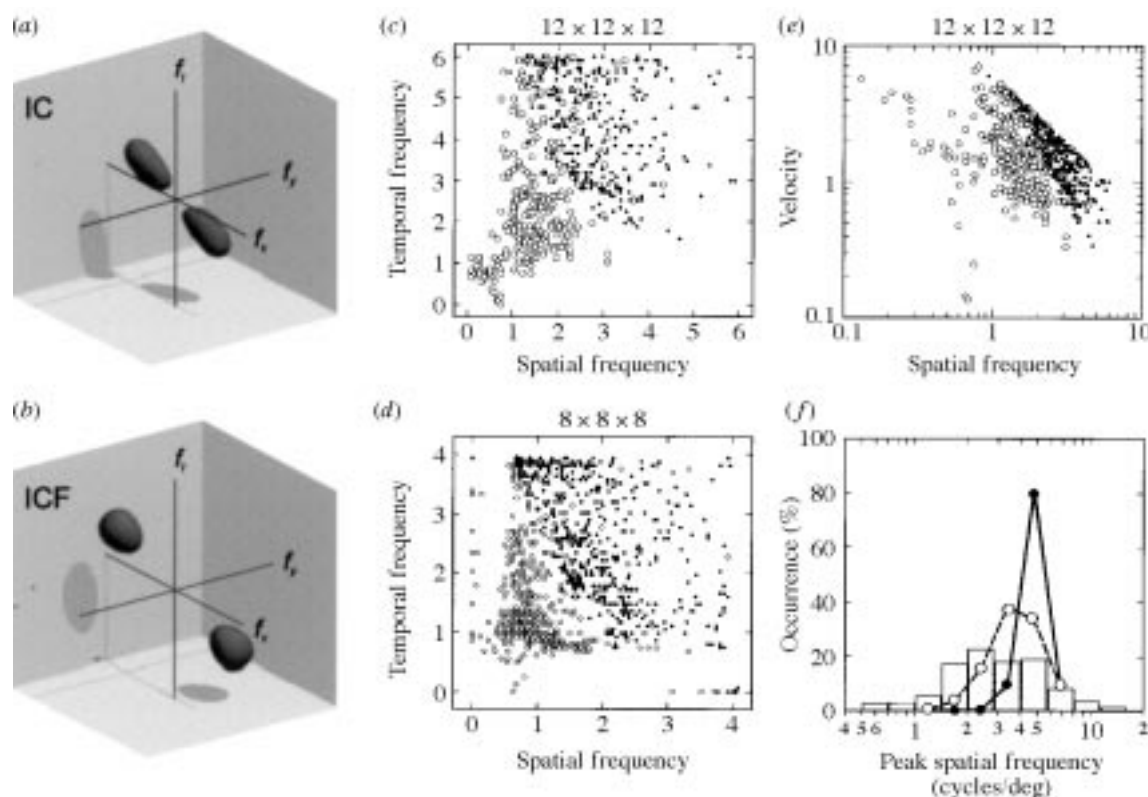 (a)
IC
f_t
f_y
f_x
(b)
ICF
f_t
f_y
f_x
(c)
12 × 12 × 12
Temporal frequency
6
5
4
3
2
1
0
0 1 2 3 4 5 6
Spatial frequency
(d)
8 × 8 × 8
Temporal frequency
4
3
2
1
0
0 1 2 3 4
Spatial frequency
(e)
12 × 12 × 12
Velocity
10
1
0.1
0.1 1 10
Spatial frequency
(f)
Occurrence (%)
100
80
60
40
20
0
4 5 6 1 2 3 4 5 10 2
Peak spatial frequency
(cycles/deg)